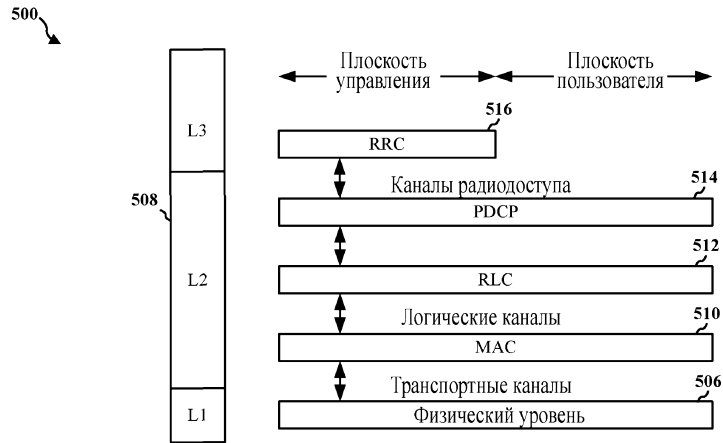 500
Плоскость
управления
Плоскость
пользователя
516
L3
RRC
Каналы радиодоступа
514
508
PDCP
512
L2
RLC
Логические каналы
510
MAC
Транспортные каналы
506
L1
Физический уровень